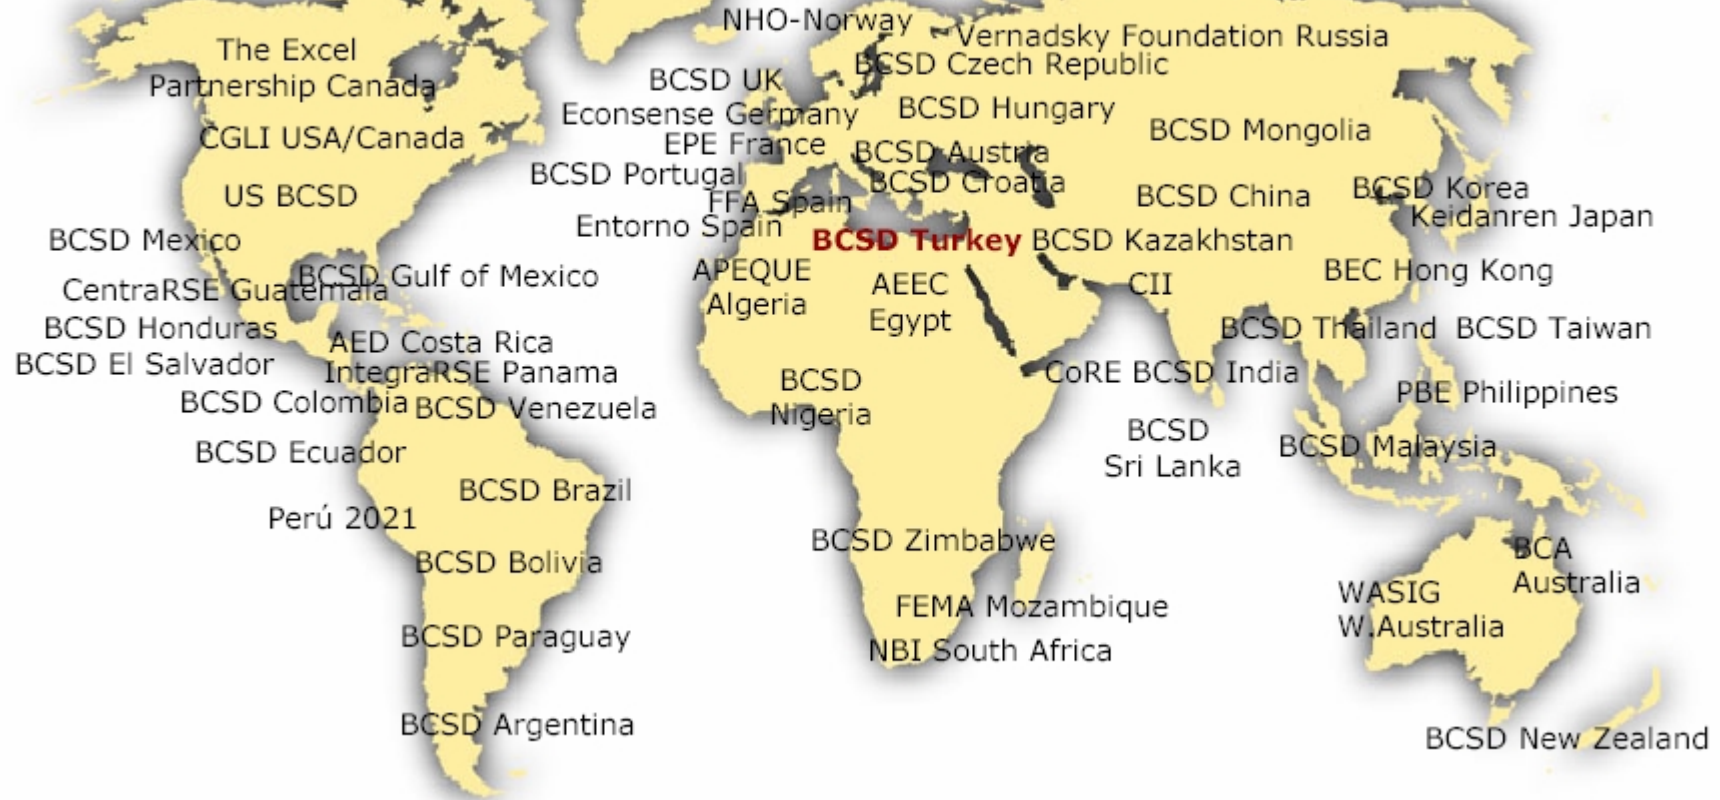 NHO-Norway
Vernadsky Foundation Russia
The Excel
Partnership Canada
BCSD UK
BCSD Czech Republic
Econsense Germany
BCSD Hungary
CGLI USA/Canada
EPE France
BCSD Austria
BCSD Mongolia
BCSD Portugal
BCSD Croatia
US BCSD
FFA Spain
BCSD China
BCSD Korea
Keidanren Japan
Entorno Spain
BCSD Mexico
BCSD Turkey
BCSD Kazakhstan
BCSD Gulf of Mexico
APEQUE
Algeria
AEEC
Egypt
CII
BEC Hong Kong
CentraRSE Guatemala
BCSD Honduras
AED Costa Rica
BCSD Thailand
BCSD Taiwan
BCSD El Salvador
IntegraRSE Panama
BCSD
Nigeria
CoRE BCSD India
PBE Philippines
BCSD Colombia
BCSD Venezuela
BCSD
Sri Lanka
BCSD Malaysia
BCSD Ecuador
BCSD Brazil
Perú 2021
BCSD Zimbabwe
BCSD Bolivia
BCA
Australia
WASIG
W.Australia
FEMA Mozambique
BCSD Paraguay
NBI South Africa
BCSD Argentina
BCSD New Zealand